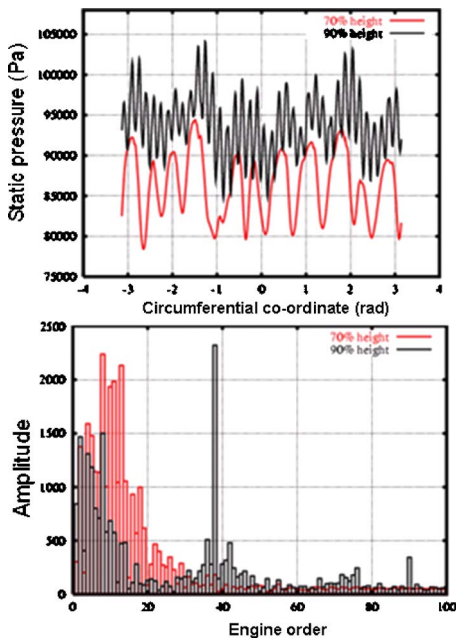 70% height
90% height
Static pressure (Pa)
105000
100000
95000
90000
85000
80000
75000
-4 -3 -2 -1 0 1 2 3 4
Circumferential co-ordinate (rad)
70% height
90% height
Amplitude
2500
2000
1500
1000
500
0
0 20 40 60 80 100
Engine order